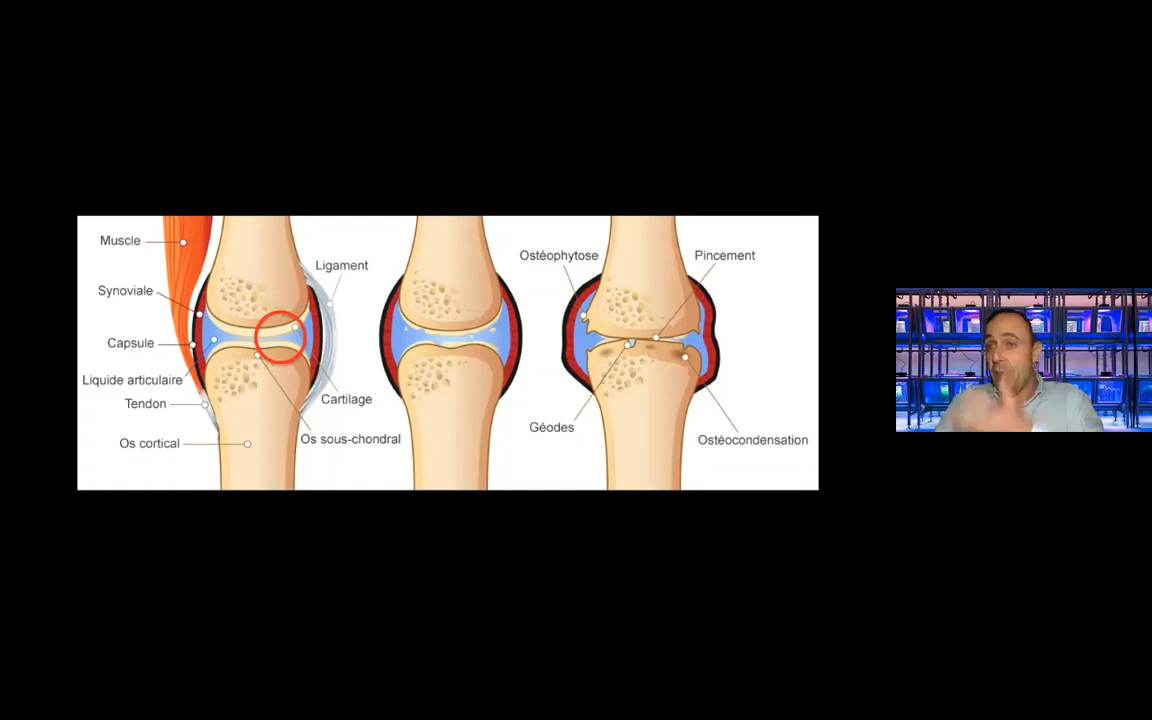 Muscle
Ligament
Synoviale
Capsule
Liquide articulaire
Tendon
Cartilage
Os cortical
Os sous-chondral
Ostéophytose
Pincement
Géodes
Ostéocondensation